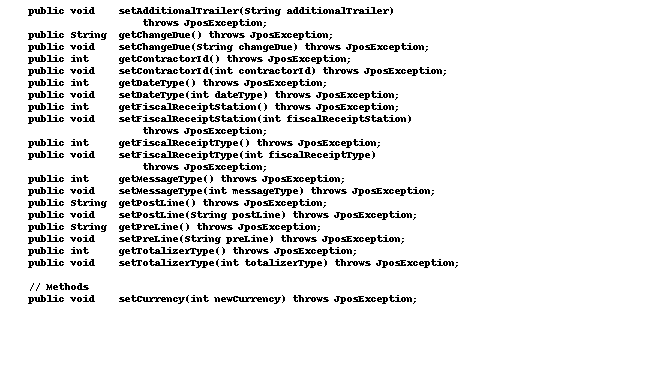 public void    setAdditionalTrailer(String additionalTrailer)
                   throws JposException;
public String  getChangeDue() throws JposException;
public void    setChangeDue(String changeDue) throws JposException;
public int     getContractorId() throws JposException;
public void    setContractorId(int contractorId) throws JposException;
public int     getDateType() throws JposException;
public void    setDateType(int dateType) throws JposException;
public int     getFiscalReceiptStation() throws JposException;
public void    setFiscalReceiptStation(int fiscalReceiptStation)
                   throws JposException;
public int     getFiscalReceiptType() throws JposException;
public void    setFiscalReceiptType(int fiscalReceiptType)
                   throws JposException;
public int     getMessageType() throws JposException;
public void    setMessageType(int messageType) throws JposException;
public String  getPostLine() throws JposException;
public void    setPostLine(String postLine) throws JposException;
public String  getPreLine() throws JposException;
public void    setPreLine(String preLine) throws JposException;
public int     getTotalizerType() throws JposException;
public void    setTotalizerType(int totalizerType) throws JposException;

// Methods
public void    setCurrency(int newCurrency) throws JposException;